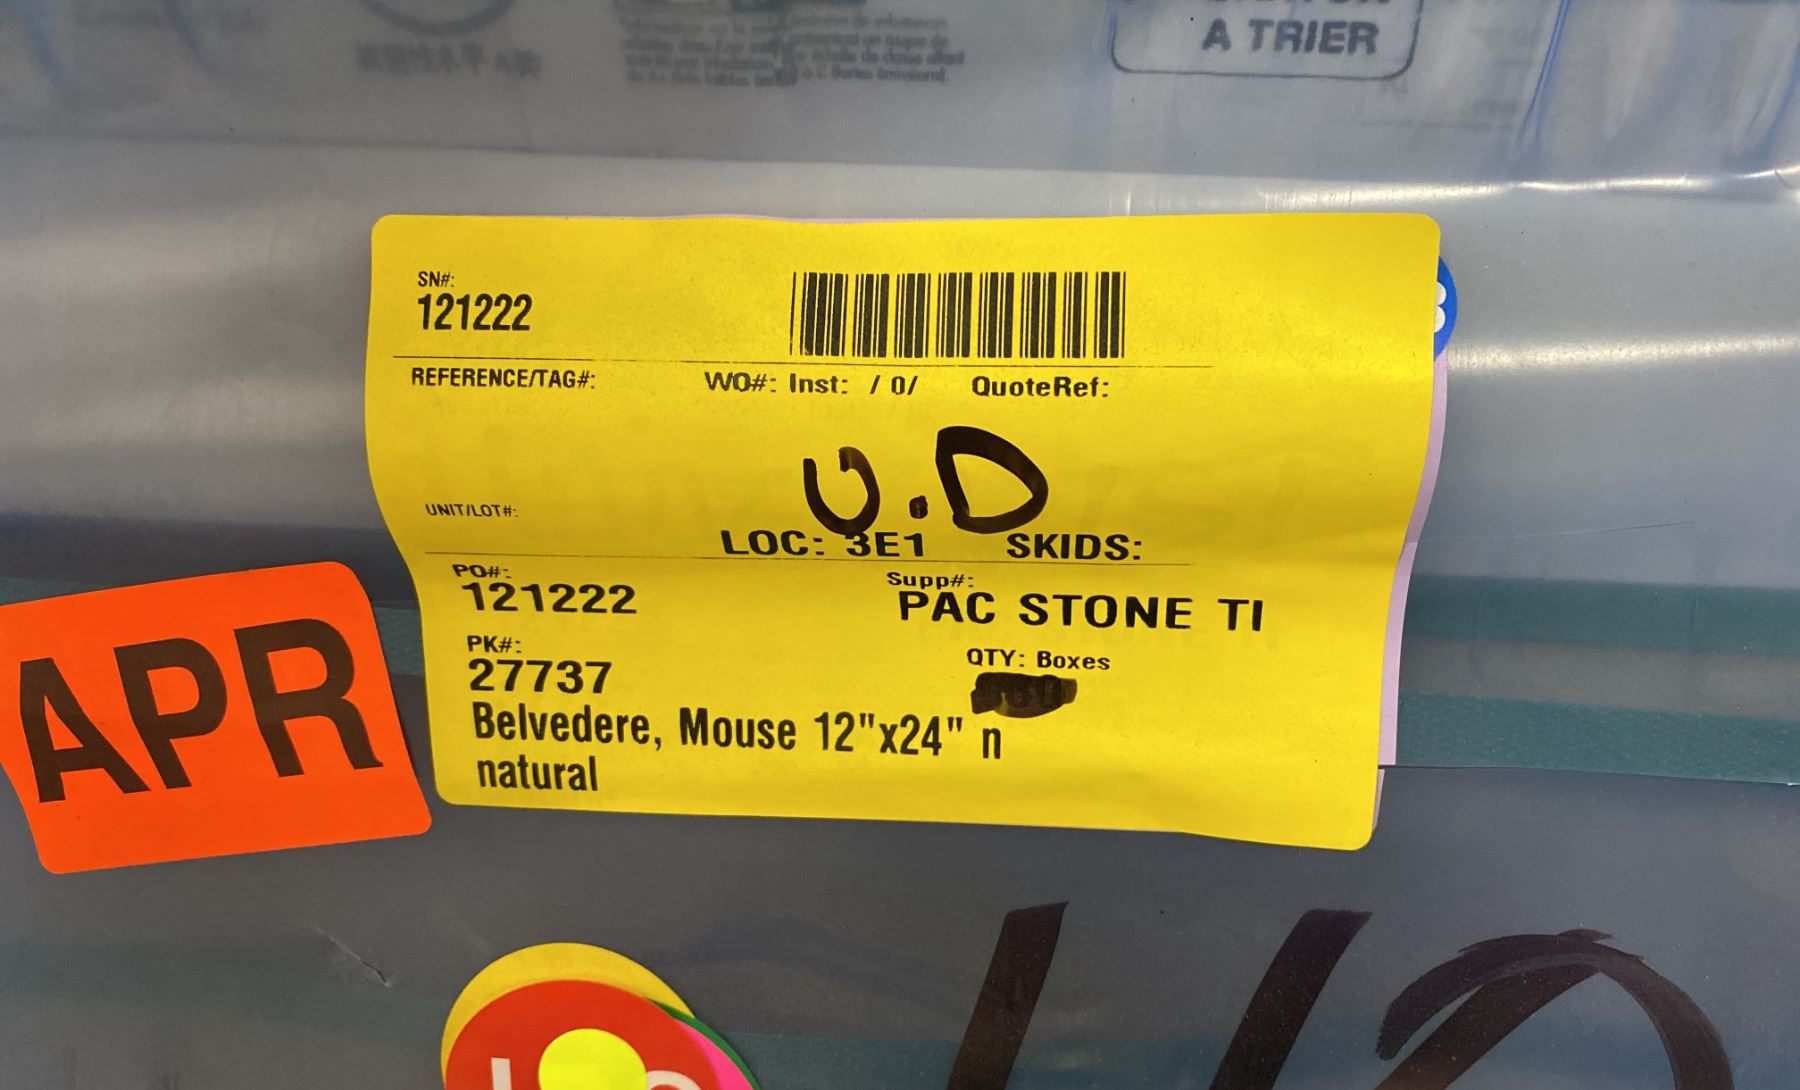 A TRIER
SN#:
121222
REFERENCE/TAG#: WO#: Inst: / 0/ QuoteRef:
U.D
UNIT/LOT#:
LOC: 3E1 SKIDS:
PO#:
121222
Supp#:
PAC STONE TI
PK#:
27737
QTY: Boxes
Belvedere, Mouse 12"x24" n
natural
APR